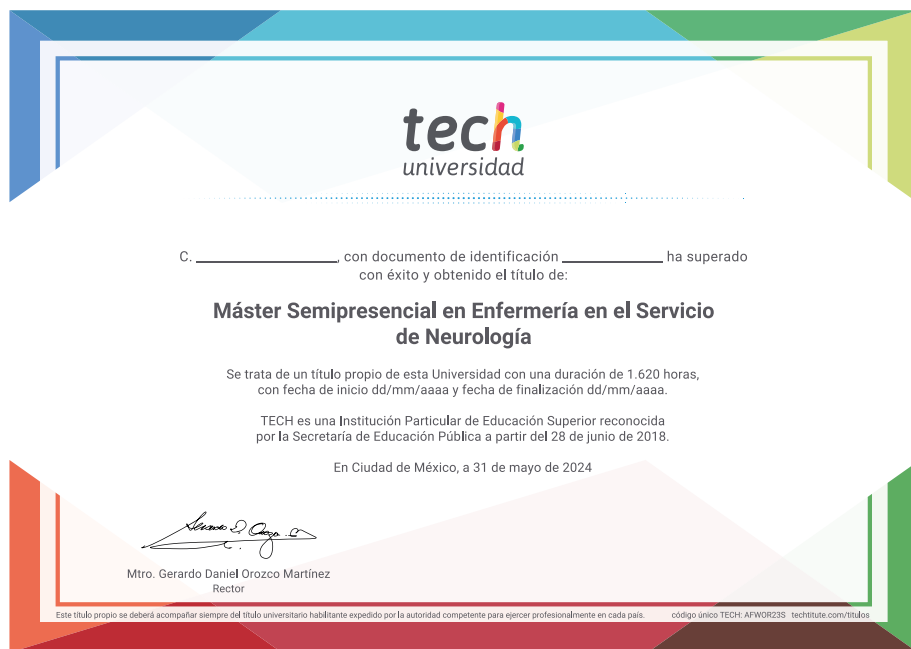 tech
universidad
C. ____________________, con documento de identificación ______________ ha superado
con éxito y obtenido el título de:
Máster Semipresencial en Enfermería en el Servicio
de Neurología
Se trata de un título propio de esta Universidad con una duración de 1.620 horas,
con fecha de inicio dd/mm/aaaa y fecha de finalización dd/mm/aaaa.
TECH es una Institución Particular de Educación Superior reconocida
por la Secretaría de Educación Pública a partir del 28 de junio de 2018.
En Ciudad de México, a 31 de mayo de 2024
Mtro. Gerardo Daniel Orozco Martínez
Rector
Este título propio se deberá acompañar siempre del título universitario habilitante expedido por la autoridad competente para ejercer profesionalmente en cada país. código único TECH: AFWOR23S techtitute.com/titulos